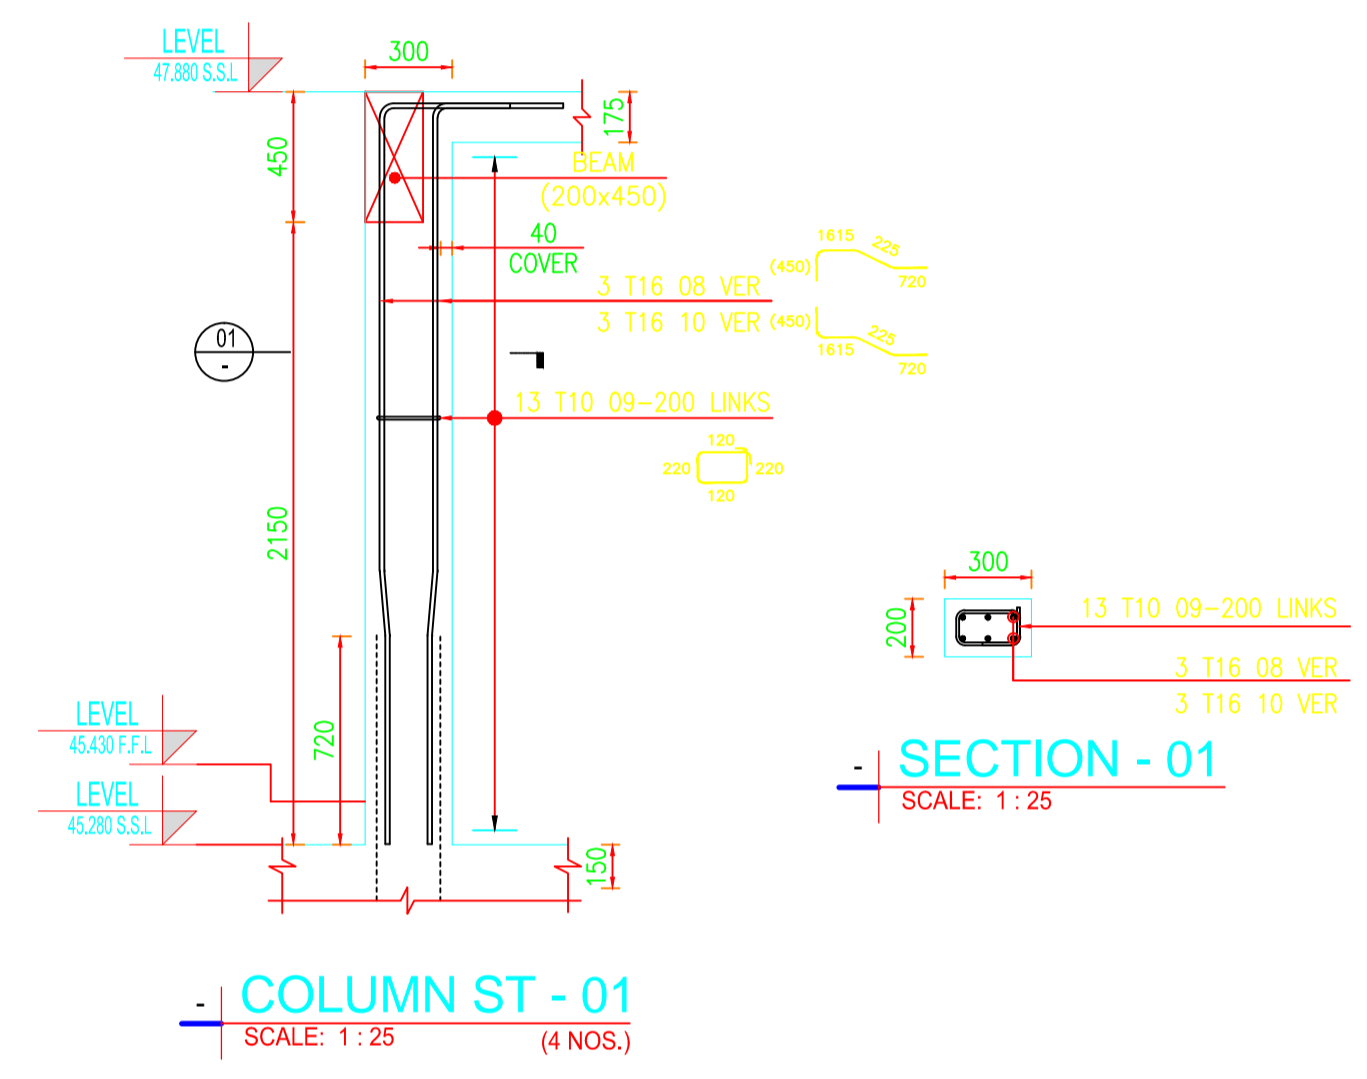 LEVEL
47.880 S.S.L
300
175
450
BEAM
(200x450)
40
COVER
3 T16 08 VER
(450)
1615
225
720
3 T16 10 VER
(450)
1615
225
720
01
-
13 T10 09-200 LINKS
120
220
220
120
2150
720
LEVEL
45.430 F.F.L
LEVEL
45.280 S.S.L
150
300
200
13 T10 09-200 LINKS
3 T16 08 VER
3 T16 10 VER
- SECTION - 01
SCALE: 1 : 25
- COLUMN ST - 01
SCALE: 1 : 25 (4 NOS.)